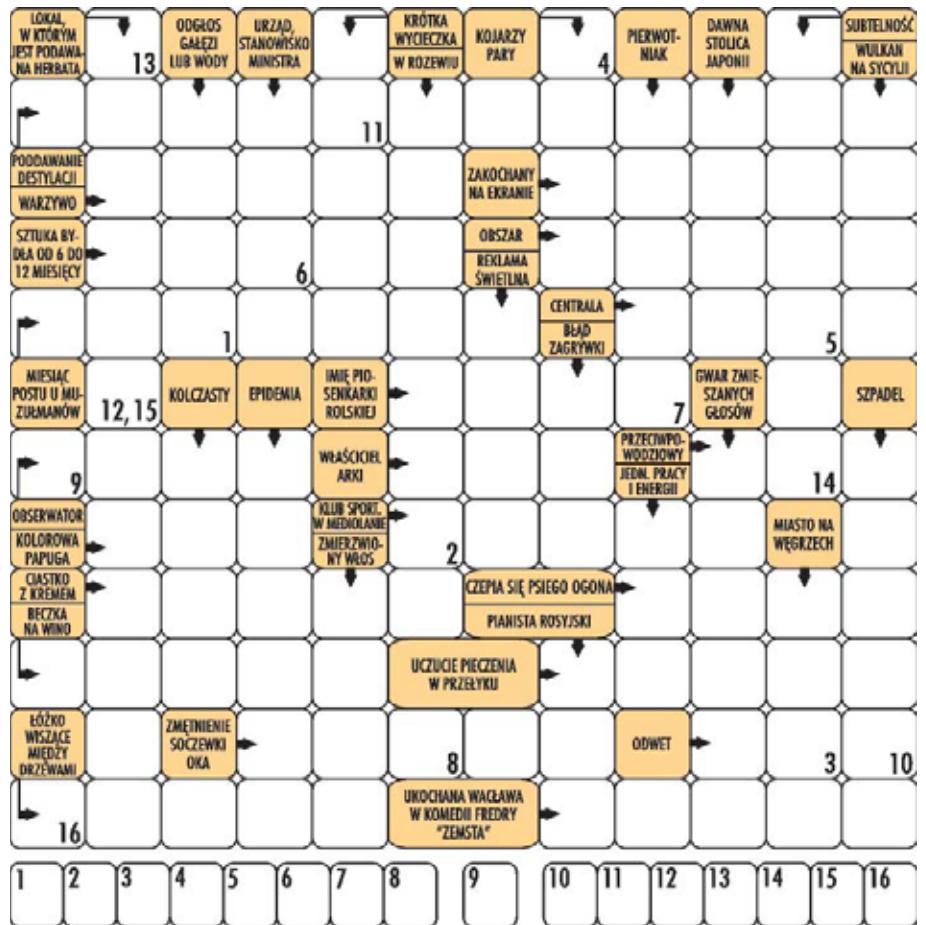 LOKAL,
W KTÓRYM
JEST PODAWA-
NA HERBATA
13
ODGŁOS
GAŁĘZI
LUB WODY
URZĄD,
STANOWISKO
MINISTRA
KRÓTKA
WYCIECZKA
W ROZEWIU
KOJARZY
PARY
4
PIERWOT-
NIAK
DAWNA
STOLICA
JAPONII
SUBTELNOŚĆ
WULKAN
NA SYCYLII
11
PODDAWANIE
DESTYLACJI
WARZYWO
ZAKOCHANY
NA EKRANIE
SZTUKA BY-
DŁA OD 6 DO
12 MIESIĘCY
6
OBSZAR
REKLAMA
ŚWIETLNA
1
CENTRALA
BŁĄD
ZAGRYWKI
5
MIESIĄC
POSTU U MU-
ZUŁMANÓW
12, 15
KOLCZASTY
EPIDEMIA
IMIĘ PIO-
SENKARKI
ROLSKIEJ
7
GWAR ZMIE-
SZANYCH
GŁOSÓW
SZPADEL
9
WŁAŚCICIEL
ARKI
PRZECIWPO-
WODZIOWY
JEDN. PRACY
I ENERGII
14
OBSERWATOR
KOLOROWA
PAPUGA
KLUB SPORT.
W MEDIOLANIE
ZMIERZWIO-
NY WŁOS
2
MIASTO NA
WĘGRZECH
CIASTKO
Z KREMEM
BECZKA
NA WINO
CZEPIA SIĘ PSIEGO OGONA
PIANISTA ROSYJSKI
UCZUCIE PIECZENIA
W PRZEŁYKU
ŁÓŻKO
WISZĄCE
MIĘDZY
DRZEWAMI
ZMĘTNIENIE
SOCZEWKI
OKA
8
ODWET
3
10
16
UKOCHANA WACŁAWA
W KOMEDII FREDRY
"ZEMSTA"
1 2 3 4 5 6 7 8 9 10 11 12 13 14 15 16